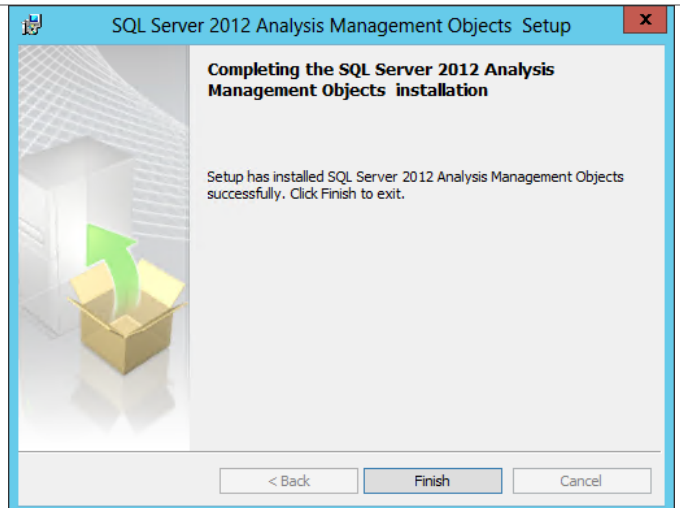 SQL Server 2012 Analysis Management Objects  Setup
x
Completing the SQL Server 2012 Analysis
Management Objects  installation
Setup has installed SQL Server 2012 Analysis Management Objects
successfully. Click Finish to exit.
< Back
Finish
Cancel